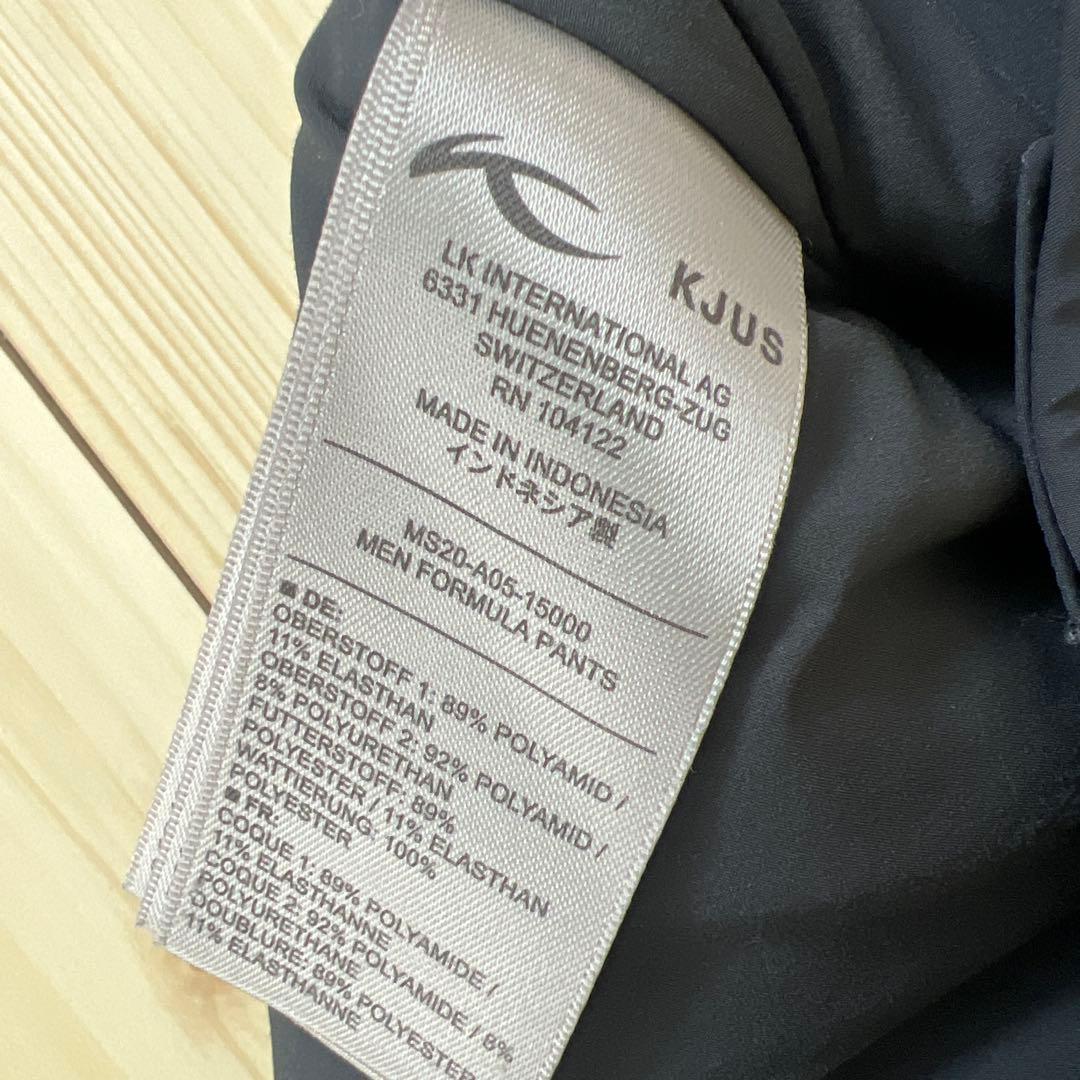 KJUS
LK INTERNATIONAL AG
6331 HUENENBERG-ZUG
SWITZERLAND
RN 104122
MADE IN INDONESIA
インドネシア製
MS20-A05-15000
MEN FORMULA PANTS
■ DE:
OBERSTOFF 1: 89% POLYAMID /
11% ELASTHAN
OBERSTOFF 2: 92% POLYAMID /
8% POLYURETHAN
FUTTERSTOFF: 89%
POLYESTER / 11% ELASTHAN
WATTIERUNG: 100%
POLYESTER
■ FR:
COQUE 1: 89% POLYAMIDE /
11% ELASTHANNE
COQUE 2: 92% POLYAMIDE / 8%
POLYURETHANE
DOUBLURE: 89% POLYESTER
11% ELASTHANNE